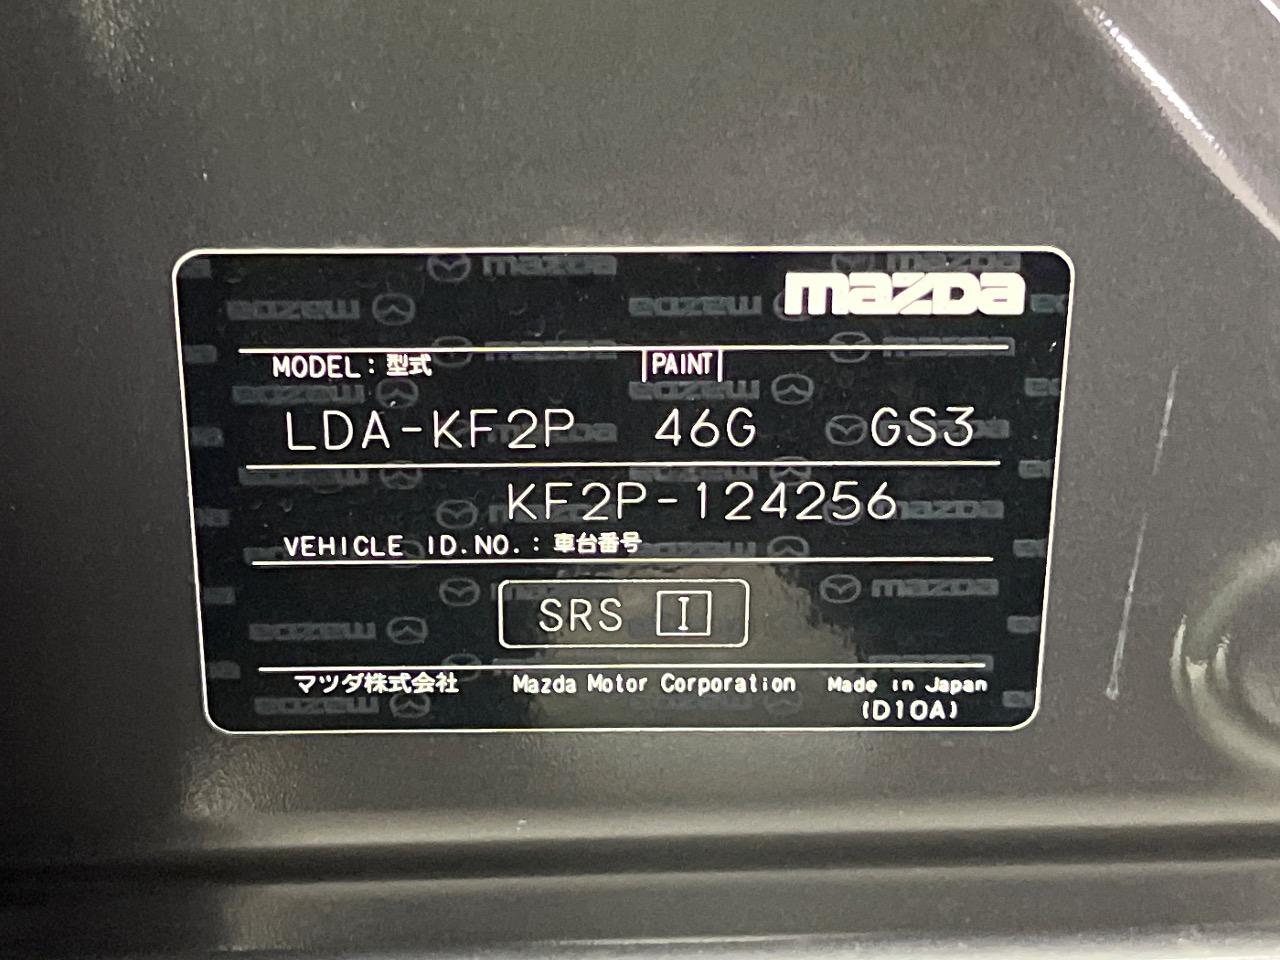 mazda
MODEL : 型式 PAINT
LDA-KF2P 46G GS3
KF2P-124256
VEHICLE ID.NO. : 車台番号
SRS I
マツダ株式会社 Mazda Motor Corporation Made in Japan
(D10A)